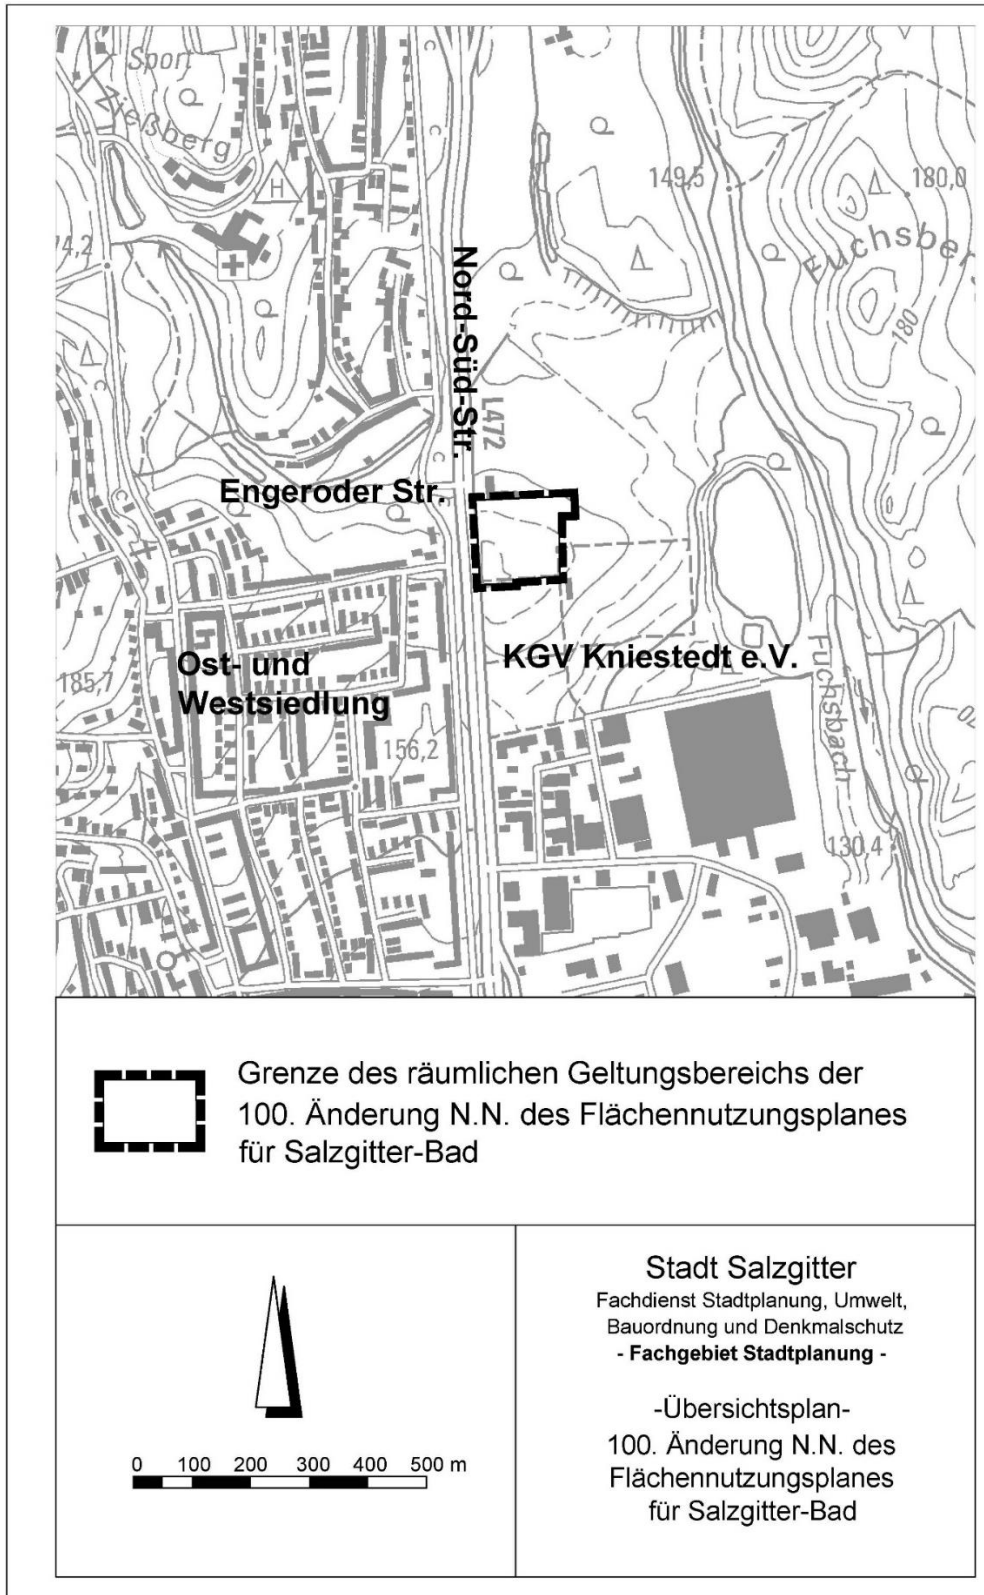 Sport
Zießberg
H
149,5
180,0
Fuchsber
74,2
180
Nord-Süd-Str.
L472
Engeroder Str.
KGV Kniestedt e.V.
Ost- und
Westsiedlung
185,7
156,2
Fuchsbach
130,4
Grenze des räumlichen Geltungsbereichs der
100. Änderung N.N. des Flächennutzungsplanes
für Salzgitter-Bad
0 100 200 300 400 500 m
Stadt Salzgitter
Fachdienst Stadtplanung, Umwelt,
Bauordnung und Denkmalschutz
- Fachgebiet Stadtplanung -
-Übersichtsplan-
100. Änderung N.N. des
Flächennutzungsplanes
für Salzgitter-Bad